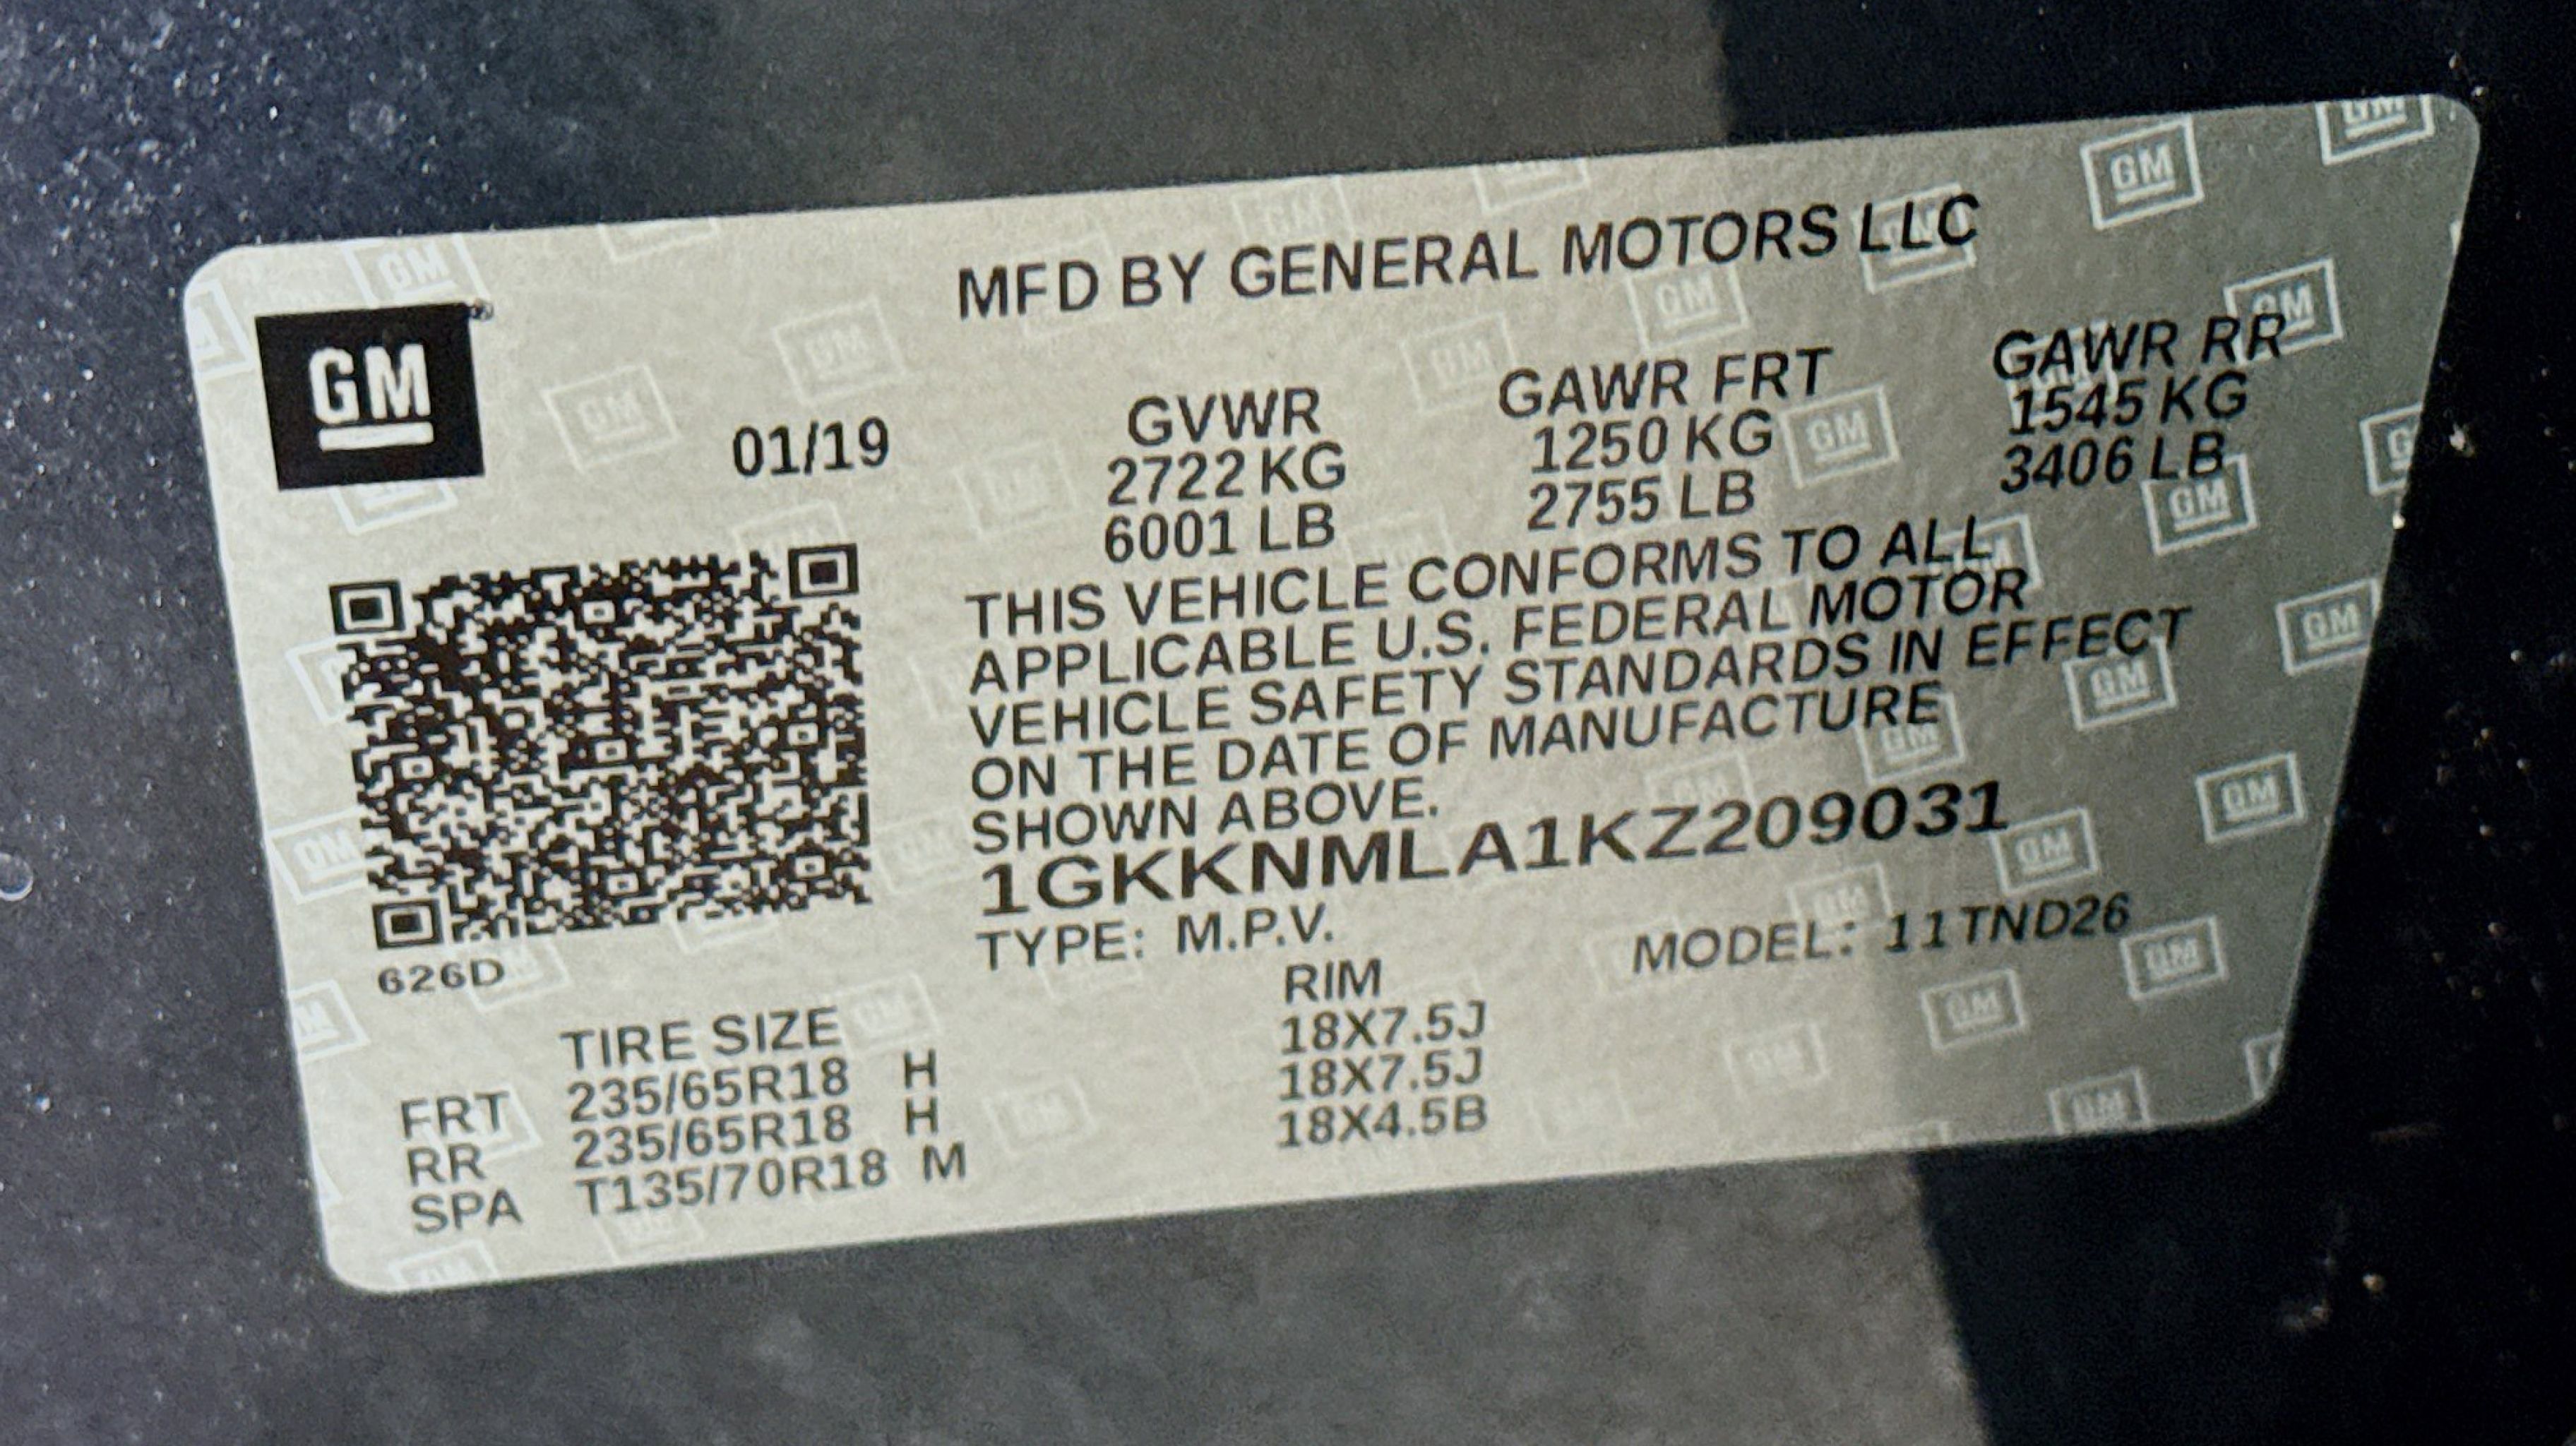 MFD BY GENERAL MOTORS LLC
GM
01/19
GVWR GAWR FRT GAWR RR
2722 KG 1250 KG 1545 KG
6001 LB 2755 LB 3406 LB
THIS VEHICLE CONFORMS TO ALL
APPLICABLE U.S. FEDERAL MOTOR
VEHICLE SAFETY STANDARDS IN EFFECT
ON THE DATE OF MANUFACTURE
SHOWN ABOVE.
1GKKNMLA1KZ209031
TYPE: M.P.V. MODEL: 11TND26
626D
TIRE SIZE RIM
FRT 235/65R18 H 18X7.5J
RR 235/65R18 H 18X7.5J
SPA T135/70R18 M 18X4.5B